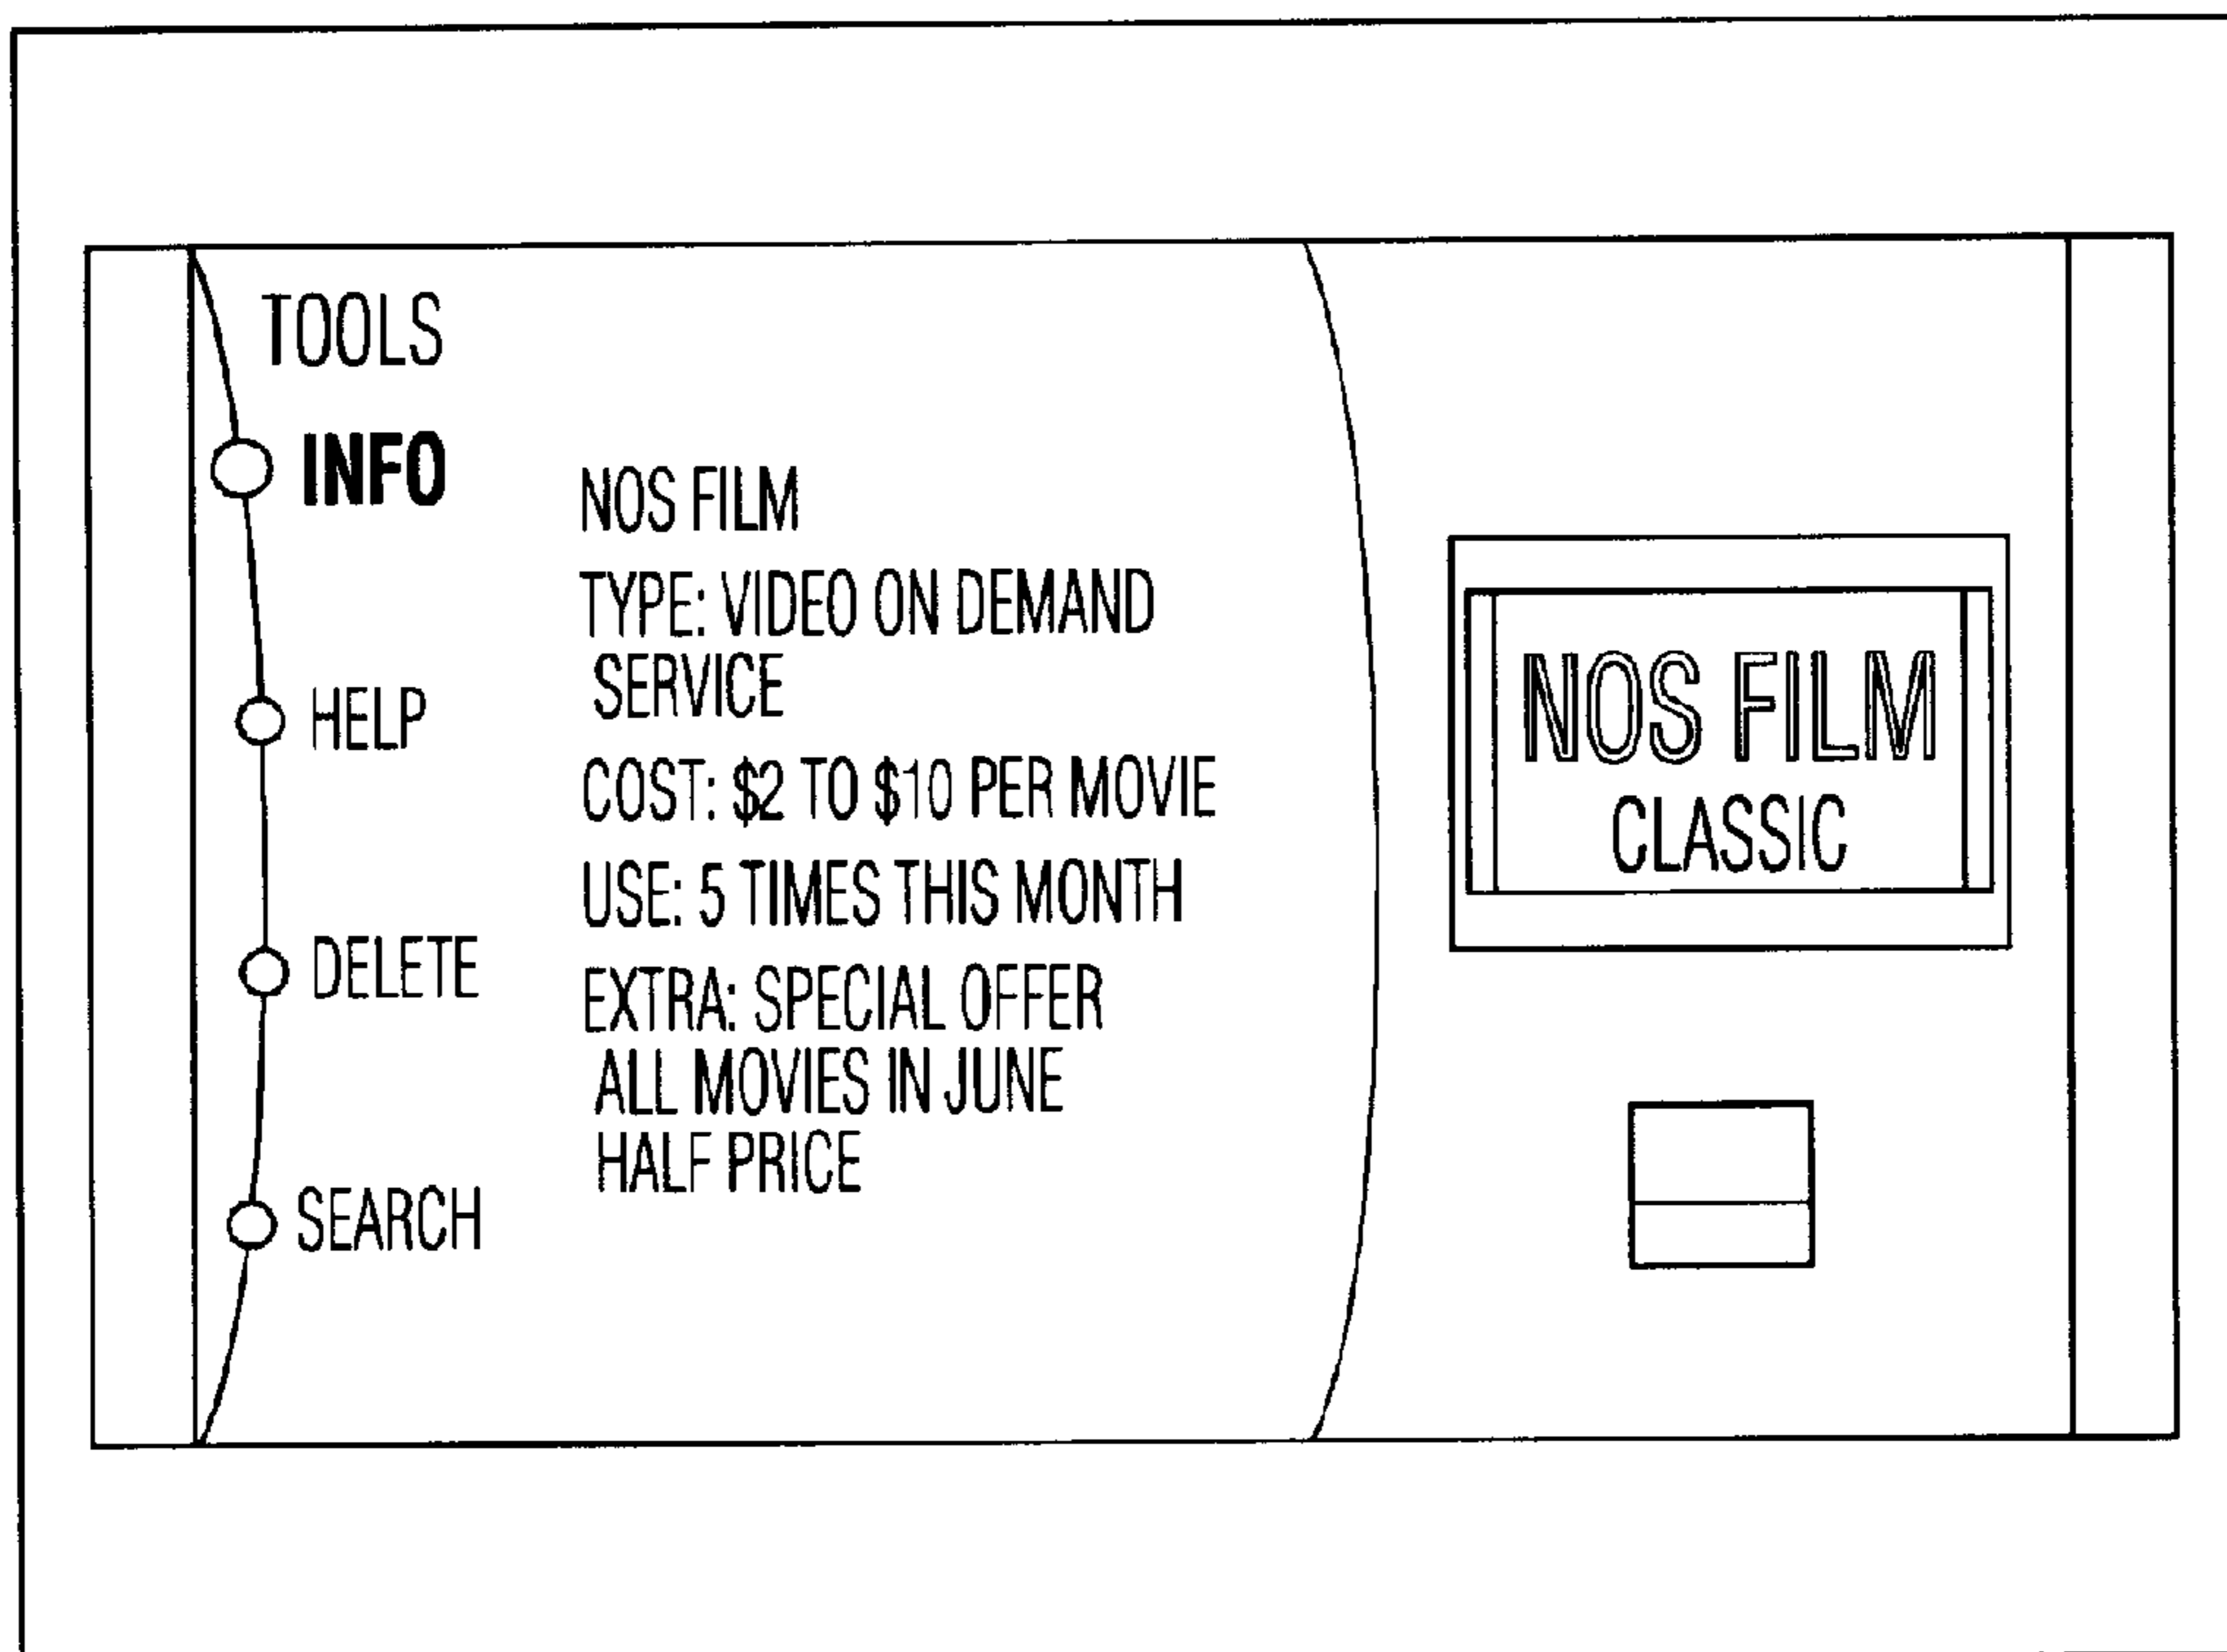 TOOLS
INFO
HELP
DELETE
SEARCH
NOS FILM
TYPE: VIDEO ON DEMAND
SERVICE
COST: $2 TO $10 PER MOVIE
USE: 5 TIMES THIS MONTH
EXTRA: SPECIAL OFFER
ALL MOVIES IN JUNE
HALF PRICE
NOS FILM
CLASSIC